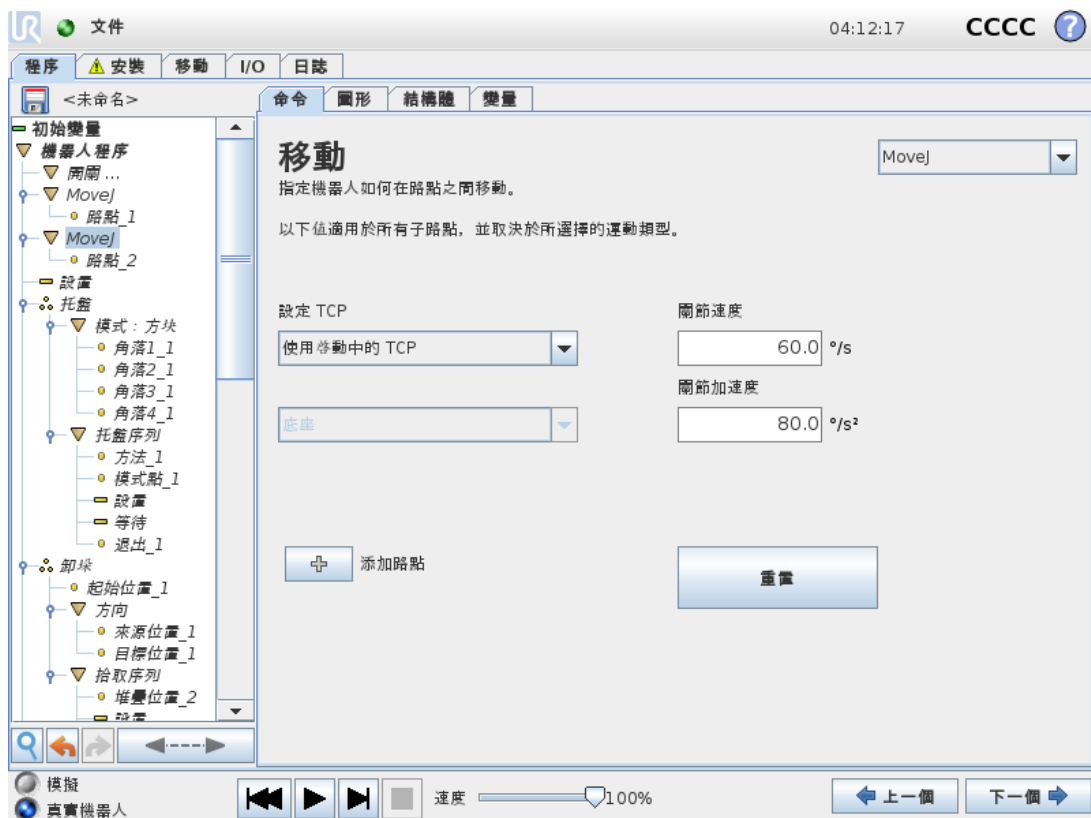 UR 文件 04:12:17 CCCC ?
程序 安裝 移動 I/O 日誌
<未命名>
命令 圖形 結構體 變量
初始變量
機器人程序
開關 ...
MoveJ
路點_1
MoveJ
路點_2
設置
托盤
模式：方块
角落1_1
角落2_1
角落3_1
角落4_1
托盤序列
方法_1
模式點_1
設置
等待
退出_1
卸垛
起始位置_1
方向
來源位置_1
目標位置_1
拾取序列
堆疊位置_2
設置
移動
MoveJ
指定機器人如何在路點之間移動。
以下值適用於所有子路點，並取決於所選擇的運動類型。
設定 TCP
使用啓動中的 TCP
底座
關節速度
60.0 °/s
關節加速度
80.0 °/s²
添加路點
重置
模擬
真實機器人
速度 100%
上一個 下一個